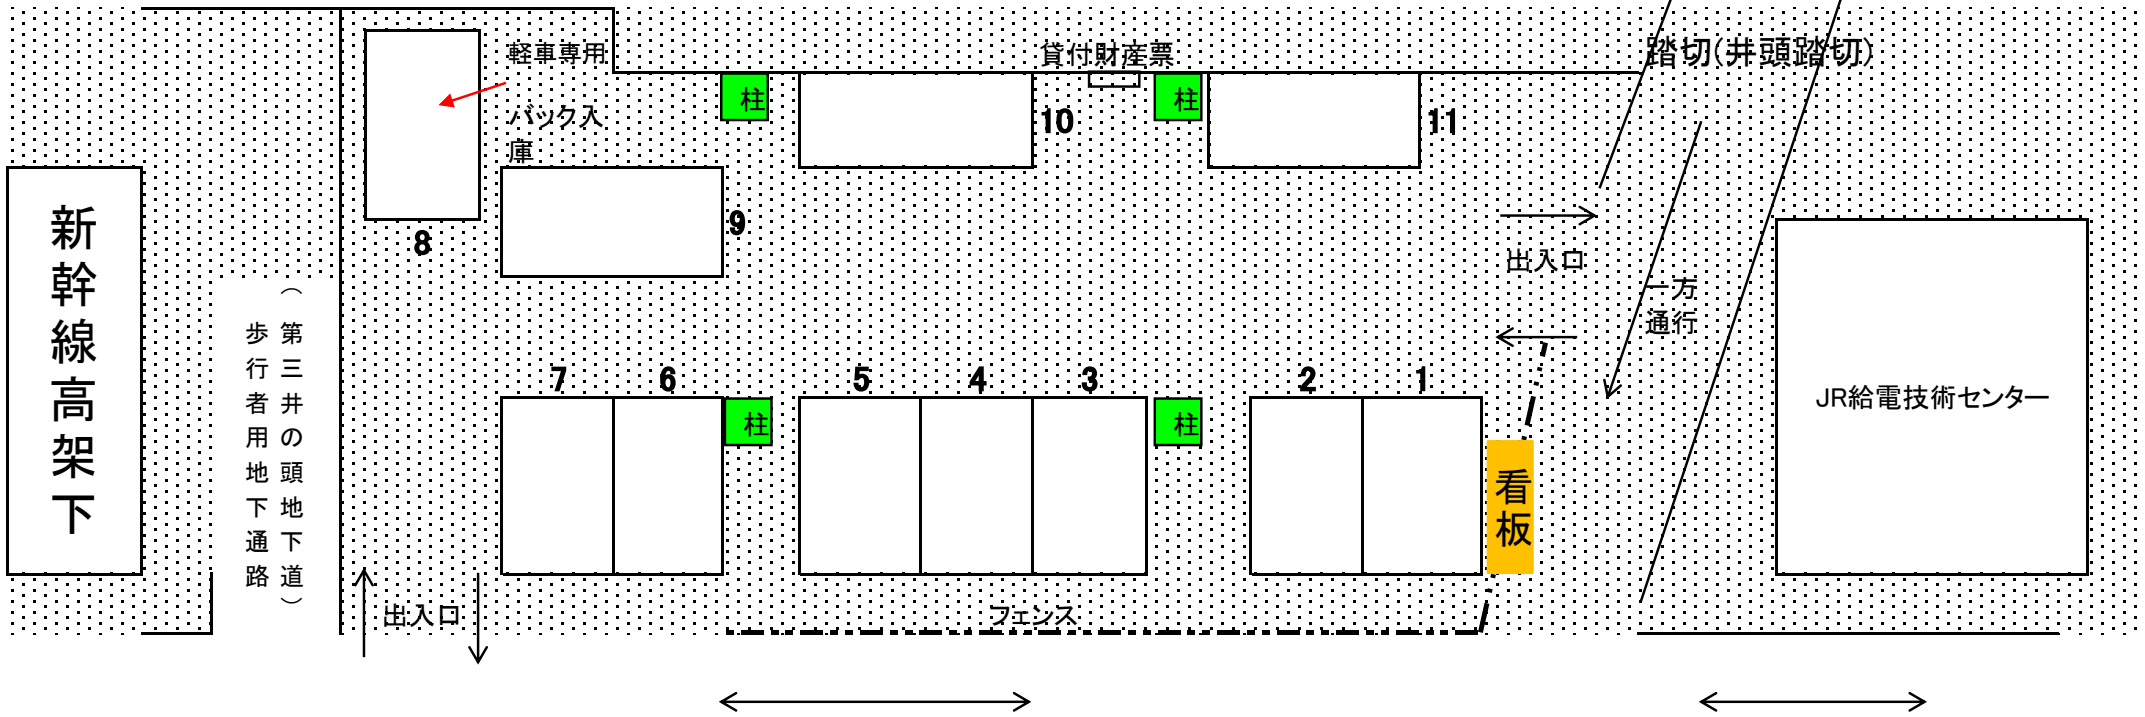 軽車専用
バック入
庫
貸付財産票
踏切(井頭踏切)
柱
柱
10
11
8
9
新幹線高架下
(第三井の頭地下道)
歩行者用地下通路
出入口
一方
通行
7
6
5
4
3
2
1
柱
柱
看板
JR給電技術センター
出入口
フェンス